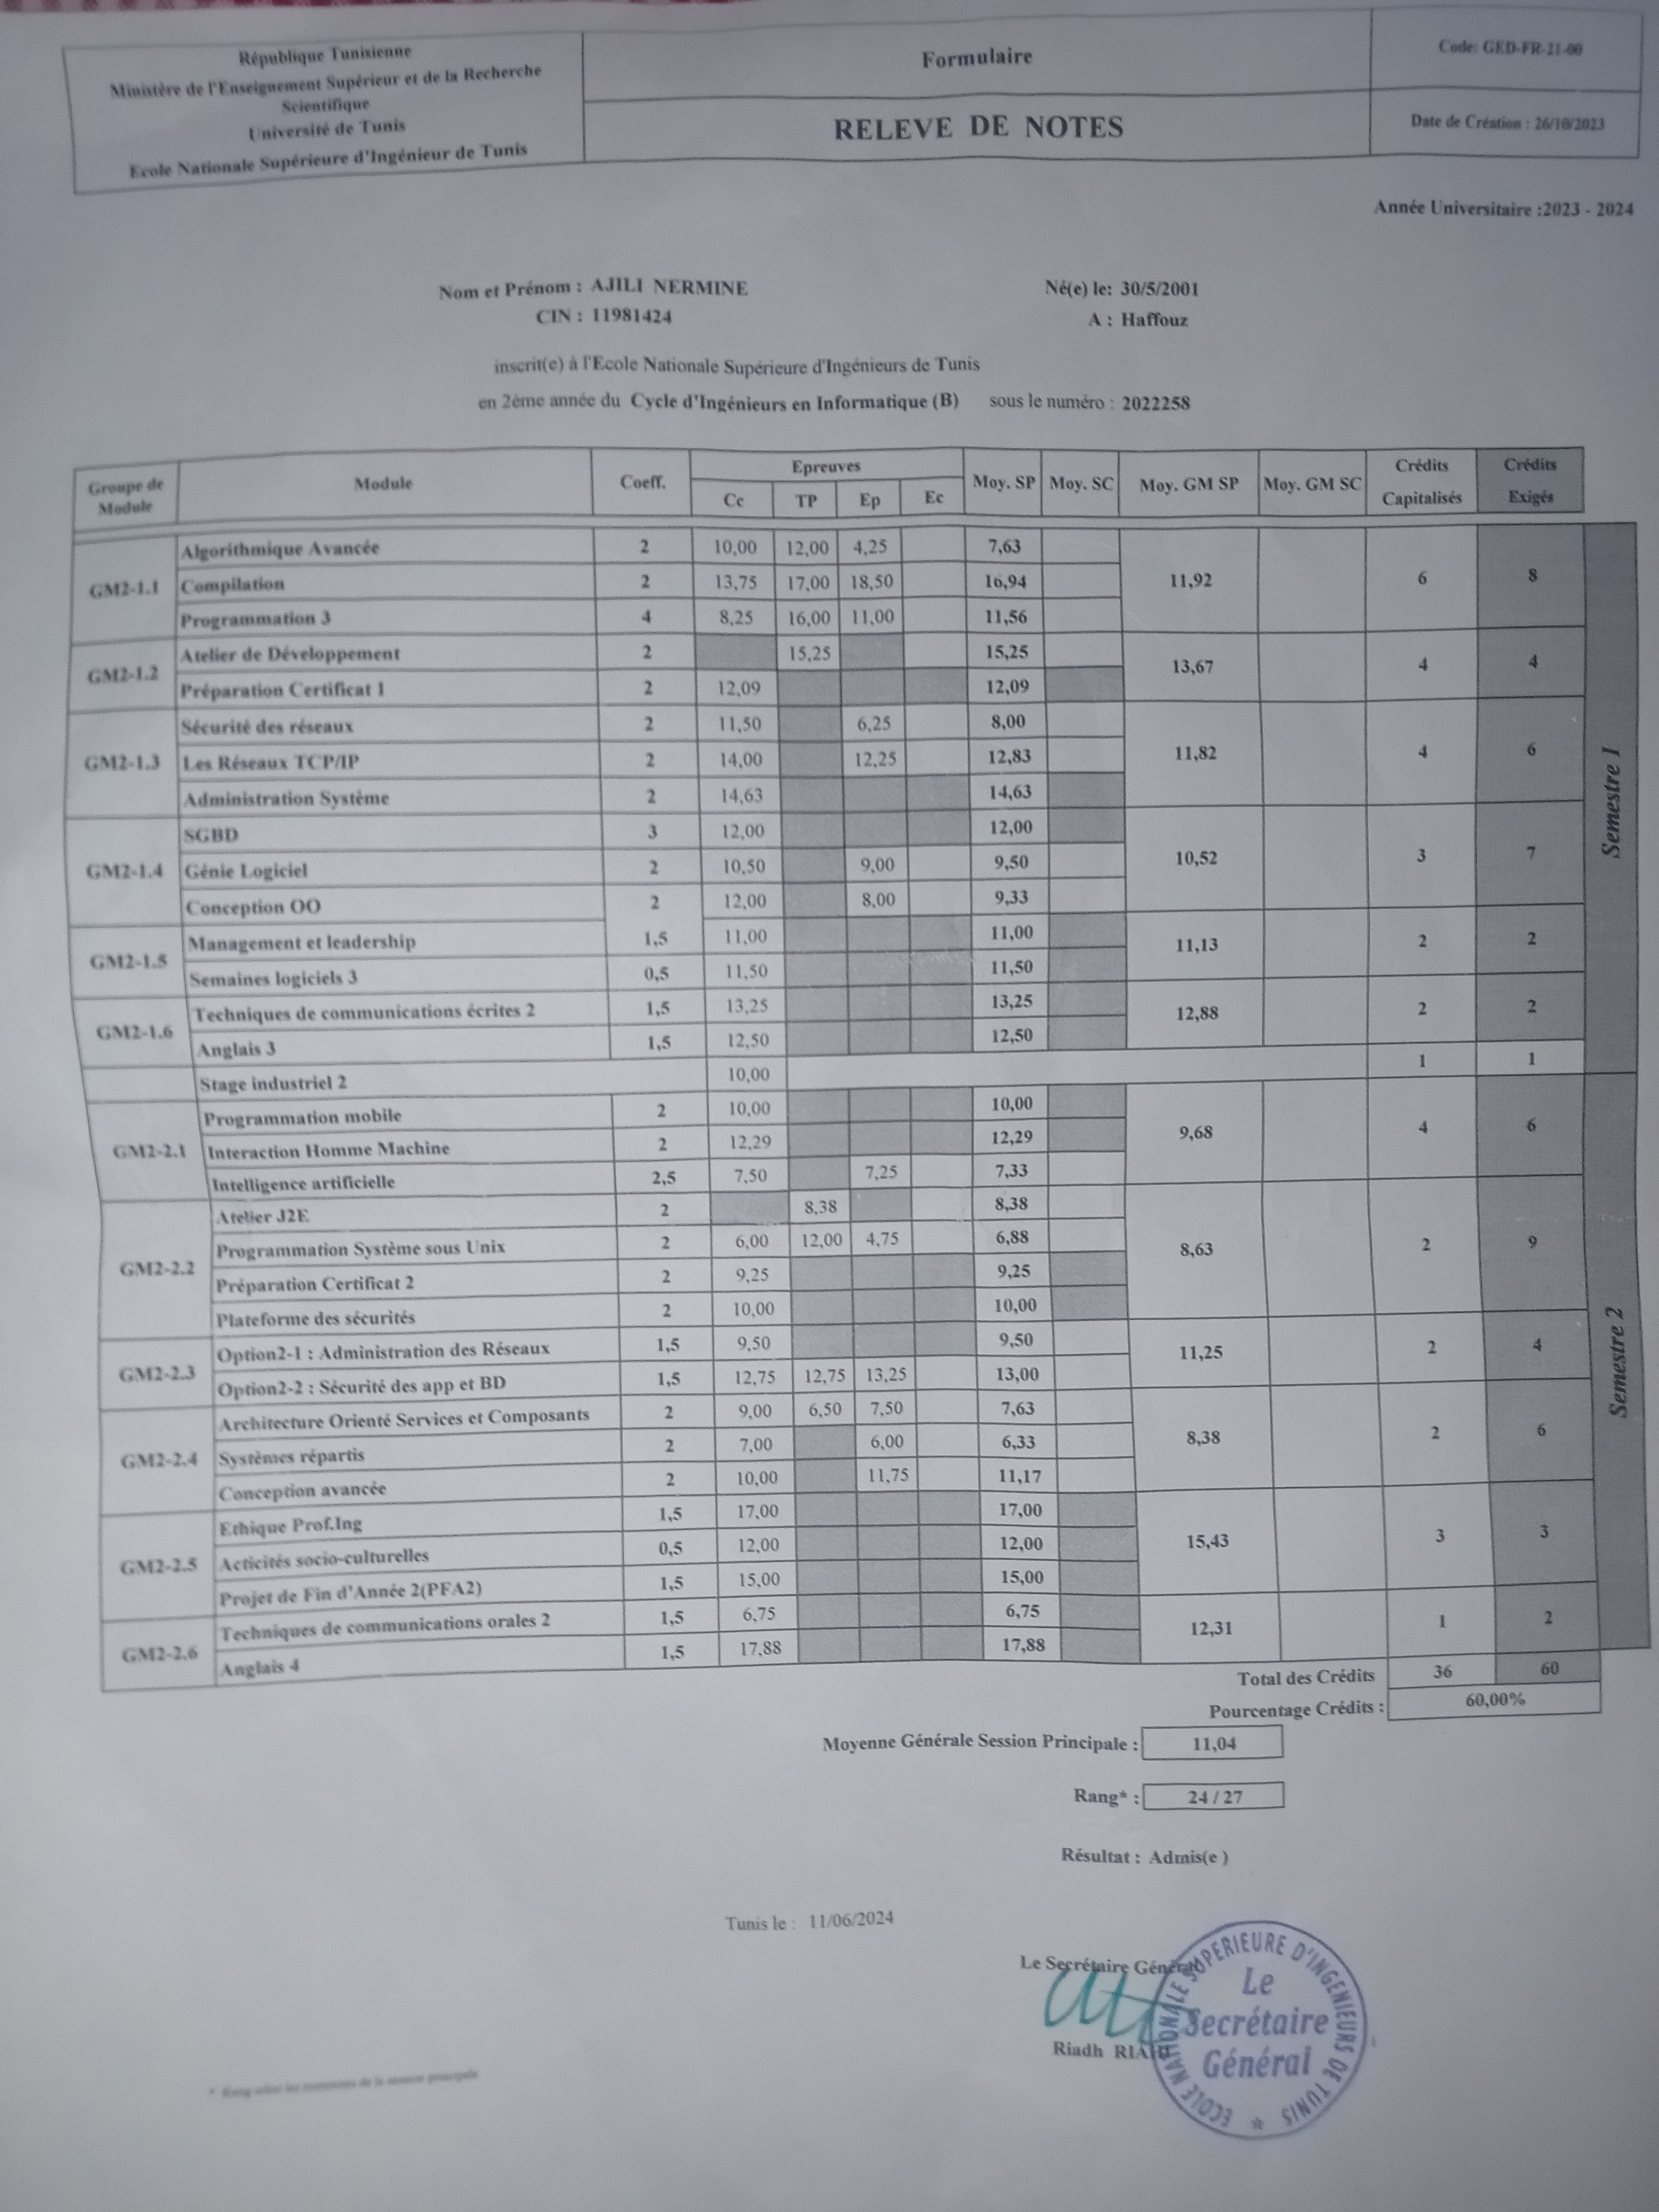 République Tunisienne
Ministère de l'Enseignement Supérieur et de la Recherche
Scientifique
Université de Tunis
Ecole Nationale Supérieure d'Ingénieur de Tunis
Formulaire
RELEVE DE NOTES
Code: GED-FR-21-00
Date de Création : 26/10/2023
Année Universitaire :2023 - 2024
Nom et Prénom : AJILI NERMINE Né(e) le: 30/5/2001
CIN : 11981424 A : Haffouz
inscrit(e) à l'Ecole Nationale Supérieure d'Ingénieurs de Tunis
en 2éme année du Cycle d'Ingénieurs en Informatique (B) sous le numéro : 2022258
Groupe de Module Module Coeff. Epreuves Moy. SP Moy. SC Moy. GM SP Moy. GM SC Crédits Capitalisés Crédits Exigés
Cc TP Ep Ec
Semestre 1
GM2-1.1 Algorithmique Avancée 2 10,00 12,00 4,25 7,63 11,92 6 8
Compilation 2 13,75 17,00 18,50 16,94
Programmation 3 4 8,25 16,00 11,00 11,56
GM2-1.2 Atelier de Développement 2 15,25 15,25 13,67 4 4
Préparation Certificat 1 2 12,09 12,09
GM2-1.3 Sécurité des réseaux 2 11,50 6,25 8,00 11,82 4 6
Les Réseaux TCP/IP 2 14,00 12,25 12,83
Administration Système 2 14,63 14,63
GM2-1.4 SGBD 3 12,00 12,00 10,52 3 7
Génie Logiciel 2 10,50 9,00 9,50
Conception OO 2 12,00 8,00 9,33
GM2-1.5 Management et leadership 1,5 11,00 11,00 11,13 2 2
Semaines logiciels 3 0,5 11,50 11,50
GM2-1.6 Techniques de communications écrites 2 1,5 13,25 13,25 12,88 2 2
Anglais 3 1,5 12,50 12,50
Stage industriel 2 10,00 1 1
Semestre 2
GM2-2.1 Programmation mobile 2 10,00 10,00 9,68 4 6
Interaction Homme Machine 2 12,29 12,29
Intelligence artificielle 2,5 7,50 7,25 7,33
GM2-2.2 Atelier J2E 2 8,38 8,38 8,63 2 9
Programmation Système sous Unix 2 6,00 12,00 4,75 6,88
Préparation Certificat 2 2 9,25 9,25
Plateforme des sécurités 2 10,00 10,00
GM2-2.3 Option2-1 : Administration des Réseaux 1,5 9,50 9,50 11,25 2 4
Option2-2 : Sécurité des app et BD 1,5 12,75 12,75 13,25 13,00
GM2-2.4 Architecture Orienté Services et Composants 2 9,00 6,50 7,50 7,63 8,38 2 6
Systèmes répartis 2 7,00 6,00 6,33
Conception avancée 2 10,00 11,75 11,17
GM2-2.5 Ethique Prof.Ing 1,5 17,00 17,00 15,43 3 3
Acticités socio-culturelles 0,5 12,00 12,00
Projet de Fin d'Année 2(PFA2) 1,5 15,00 15,00
GM2-2.6 Techniques de communications orales 2 1,5 6,75 6,75 12,31 1 2
Anglais 4 1,5 17,88 17,88
Total des Crédits 36 60
Pourcentage Crédits : 60,00%
Moyenne Générale Session Principale : 11,04
Rang* : 24 / 27
Résultat : Admis(e )
Tunis le : 11/06/2024
Le Secrétaire Général
Riadh
ECOLE NATIONALE SUPERIEURE D'INGENIEURS DE TUNIS
Le
Secrétaire
Général
* Rang selon les moyennes de la session principale